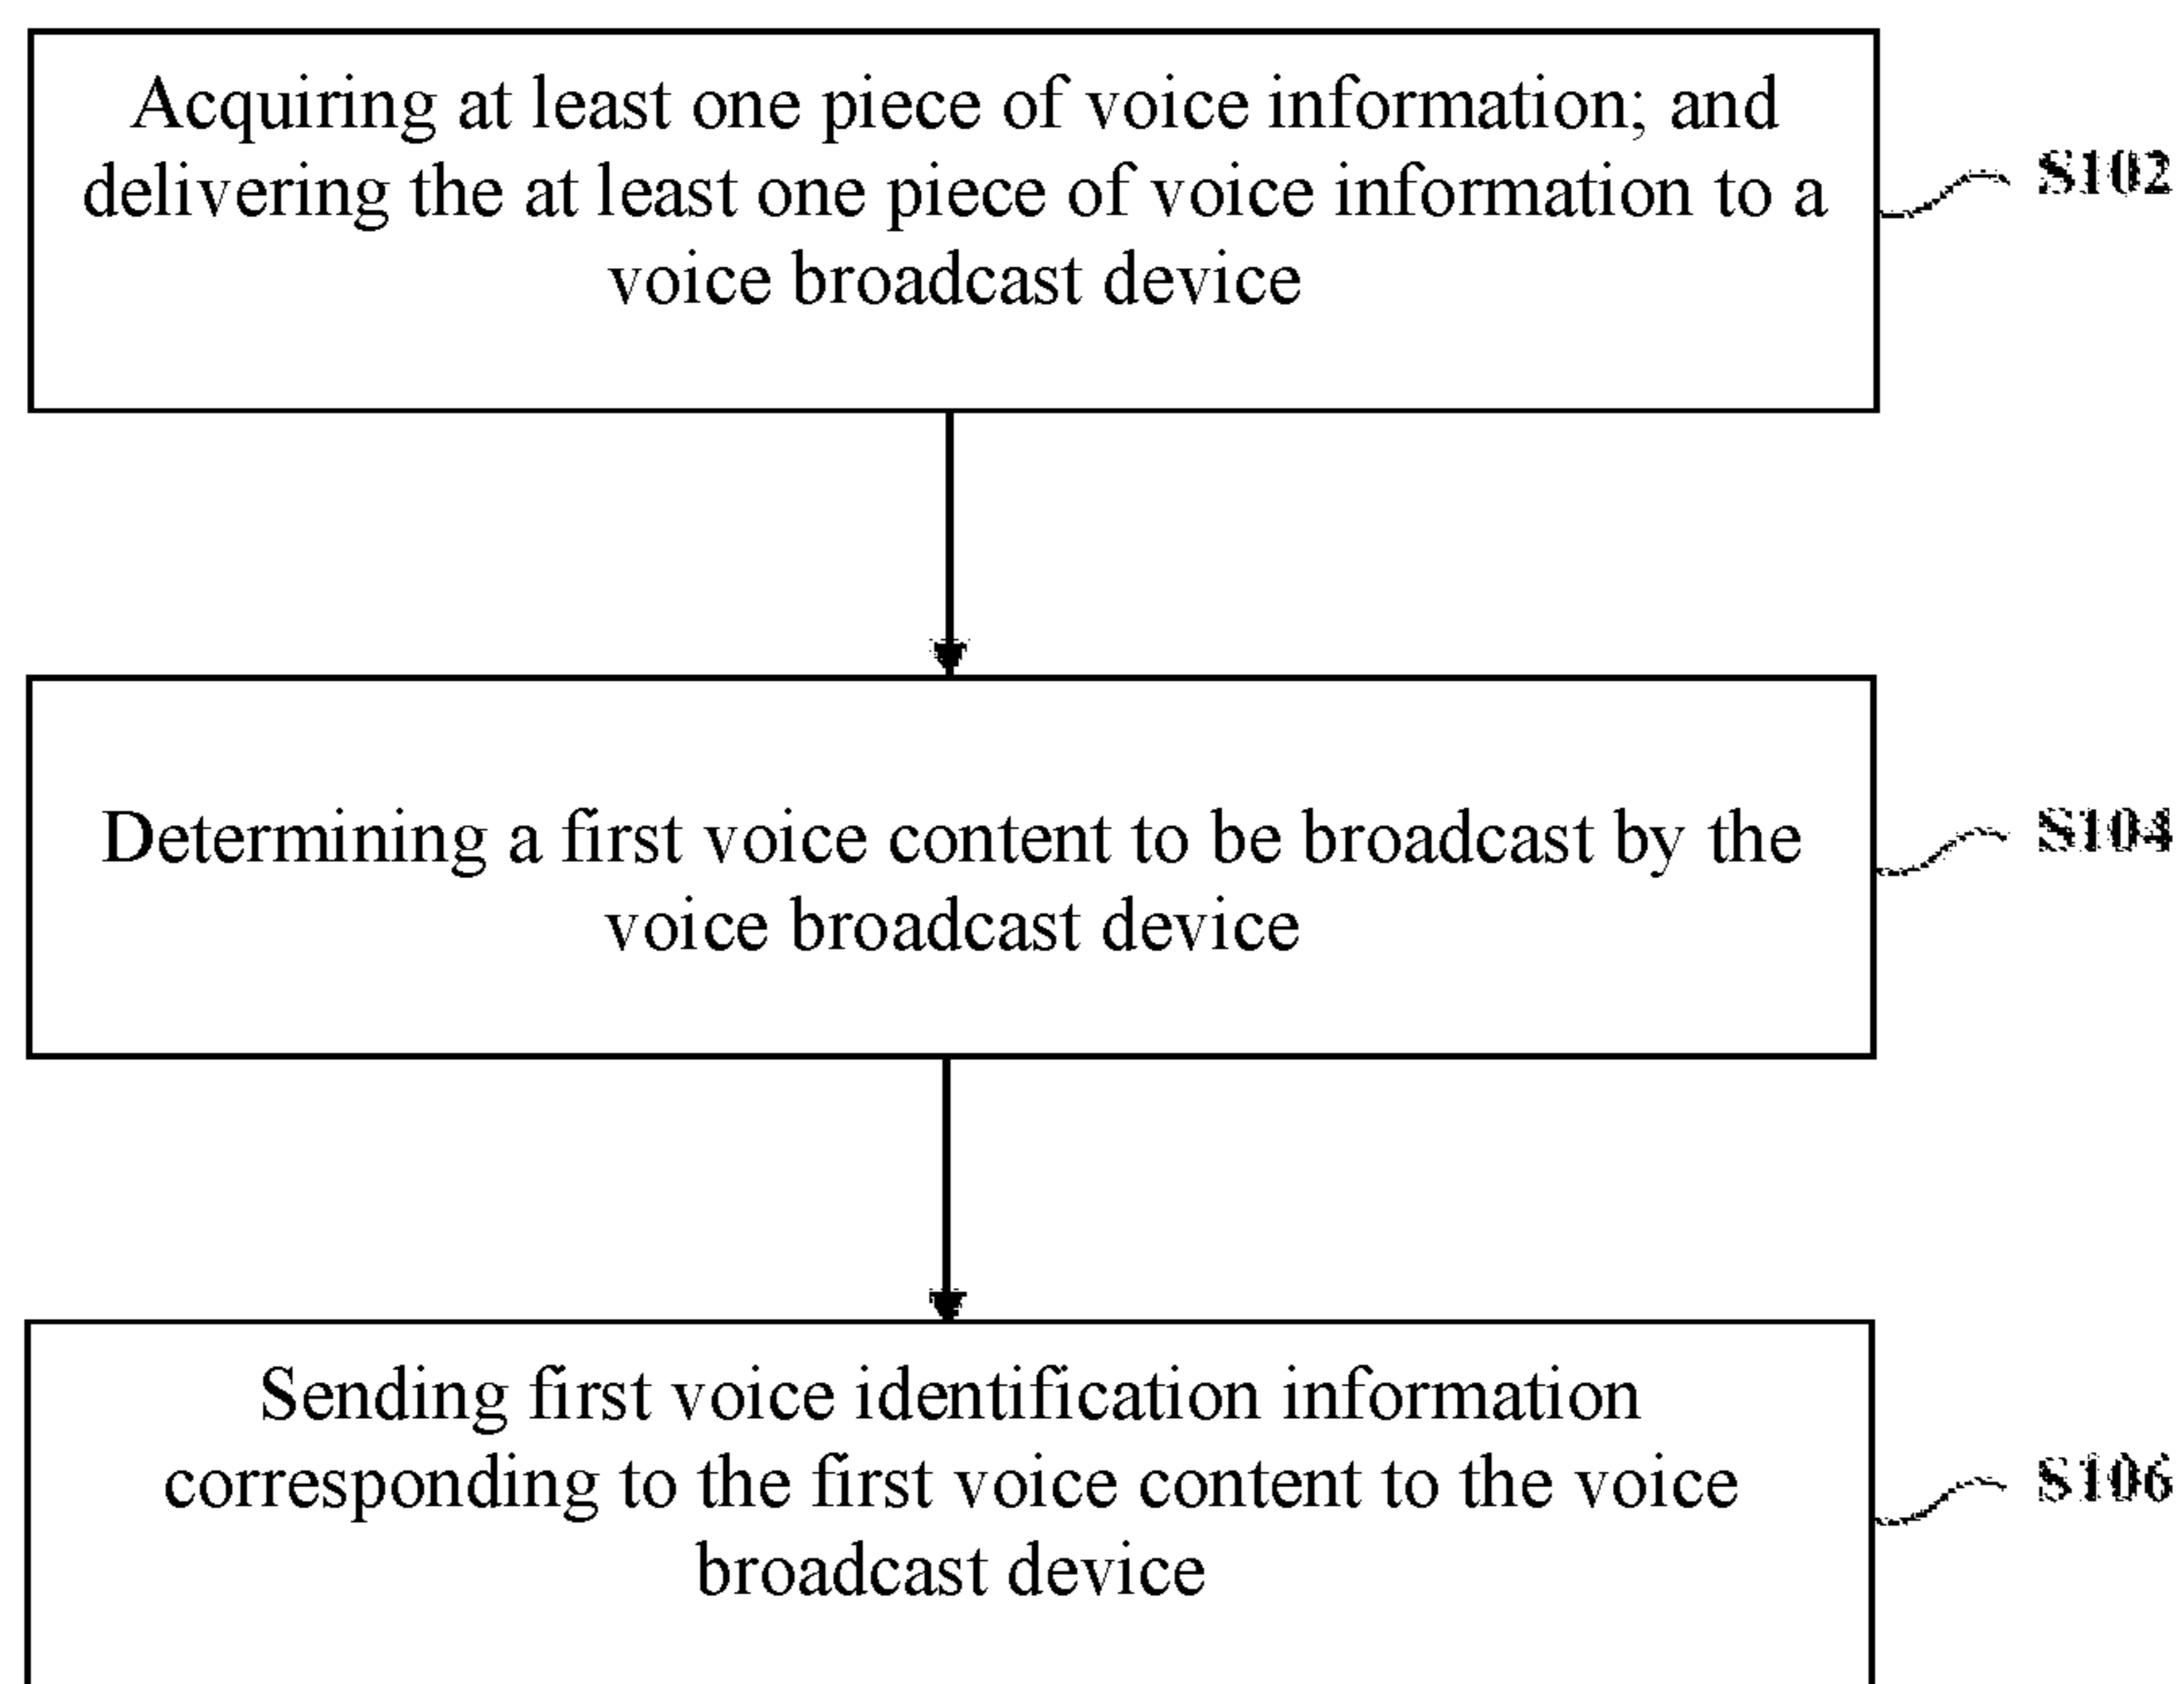 Acquiring at least one piece of voice information; and
delivering the at least one piece of voice information to a
voice broadcast device
S102
Determining a first voice content to be broadcast by the
voice broadcast device
S104
Sending first voice identification information
corresponding to the first voice content to the voice
broadcast device
S106